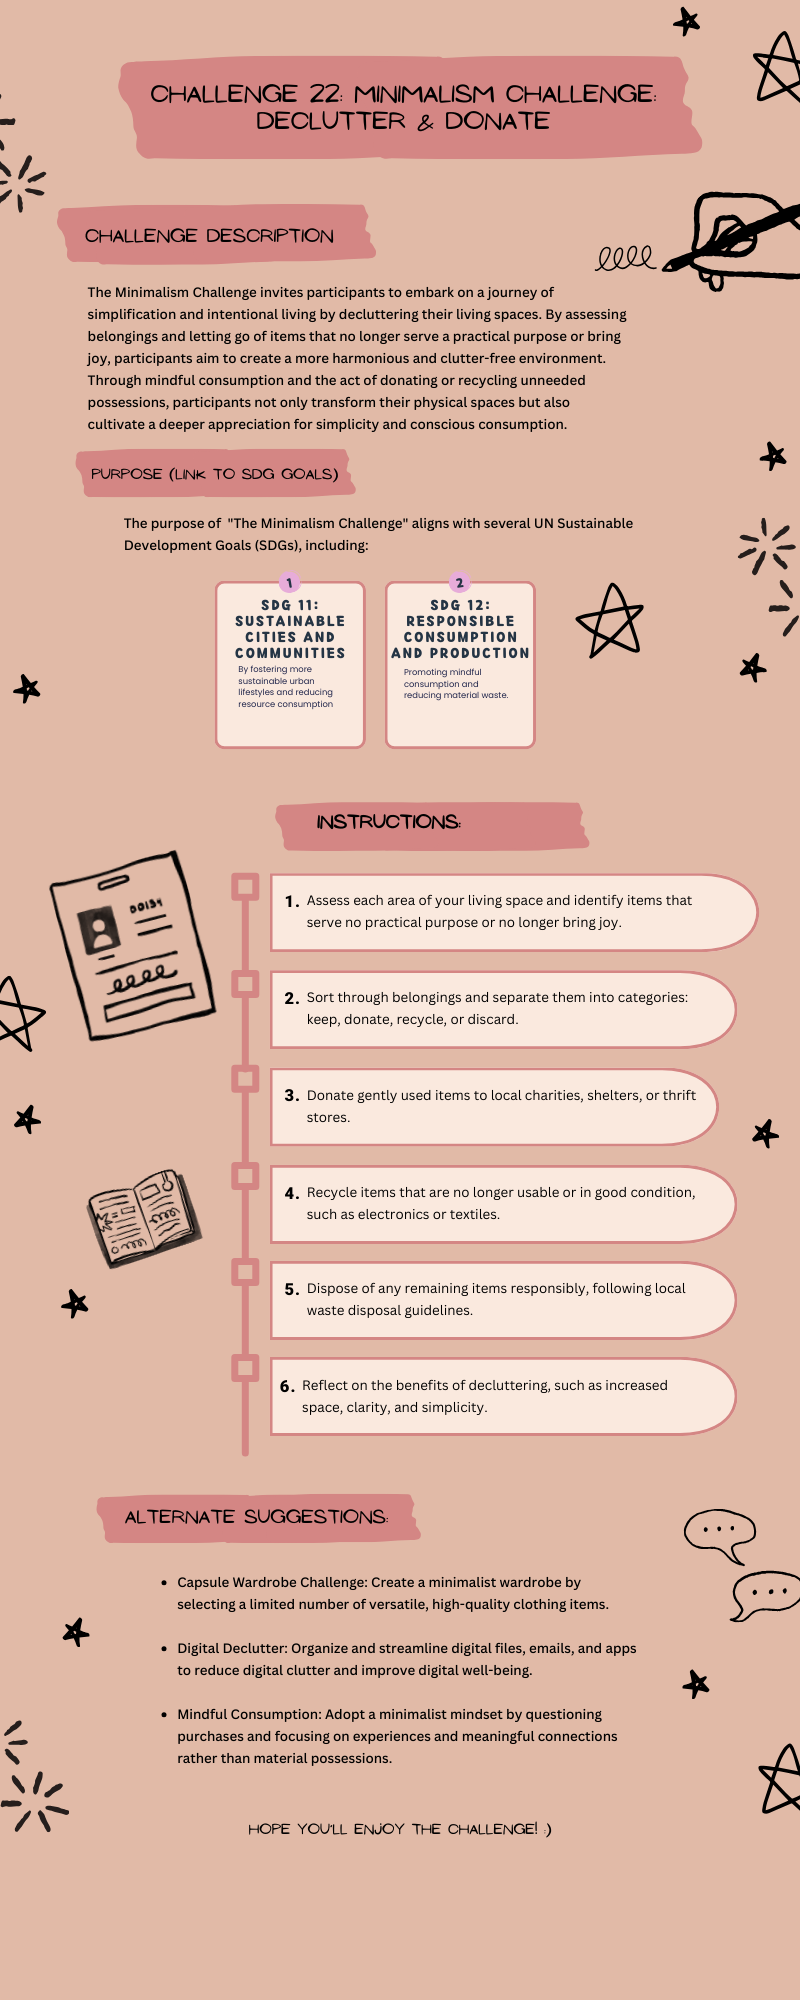 CHALLENGE 22: MINIMALISM CHALLENGE:
DECLUTTER & DONATE
CHALLENGE DESCRIPTION
The Minimalism Challenge invites participants to embark on a journey of
simplification and intentional living by decluttering their living spaces. By assessing
belongings and letting go of items that no longer serve a practical purpose or bring
joy, participants aim to create a more harmonious and clutter-free environment.
Through mindful consumption and the act of donating or recycling unneeded
possessions, participants not only transform their physical spaces but also
cultivate a deeper appreciation for simplicity and conscious consumption.
PURPOSE (LINK TO SDG GOALS)
The purpose of "The Minimalism Challenge" aligns with several UN Sustainable
Development Goals (SDGs), including:
1
SDG 11:
SUSTAINABLE
CITIES AND
COMMUNITIES
By fostering more
sustainable urban
lifestyles and reducing
resource consumption
2
SDG 12:
RESPONSIBLE
CONSUMPTION
AND PRODUCTION
Promoting mindful
consumption and
reducing material waste.
INSTRUCTIONS:
1. Assess each area of your living space and identify items that
serve no practical purpose or no longer bring joy.
2. Sort through belongings and separate them into categories:
keep, donate, recycle, or discard.
3. Donate gently used items to local charities, shelters, or thrift
stores.
4. Recycle items that are no longer usable or in good condition,
such as electronics or textiles.
5. Dispose of any remaining items responsibly, following local
waste disposal guidelines.
6. Reflect on the benefits of decluttering, such as increased
space, clarity, and simplicity.
ALTERNATE SUGGESTIONS:
• Capsule Wardrobe Challenge: Create a minimalist wardrobe by
selecting a limited number of versatile, high-quality clothing items.
• Digital Declutter: Organize and streamline digital files, emails, and apps
to reduce digital clutter and improve digital well-being.
• Mindful Consumption: Adopt a minimalist mindset by questioning
purchases and focusing on experiences and meaningful connections
rather than material possessions.
HOPE YOU'LL ENJOY THE CHALLENGE! :)